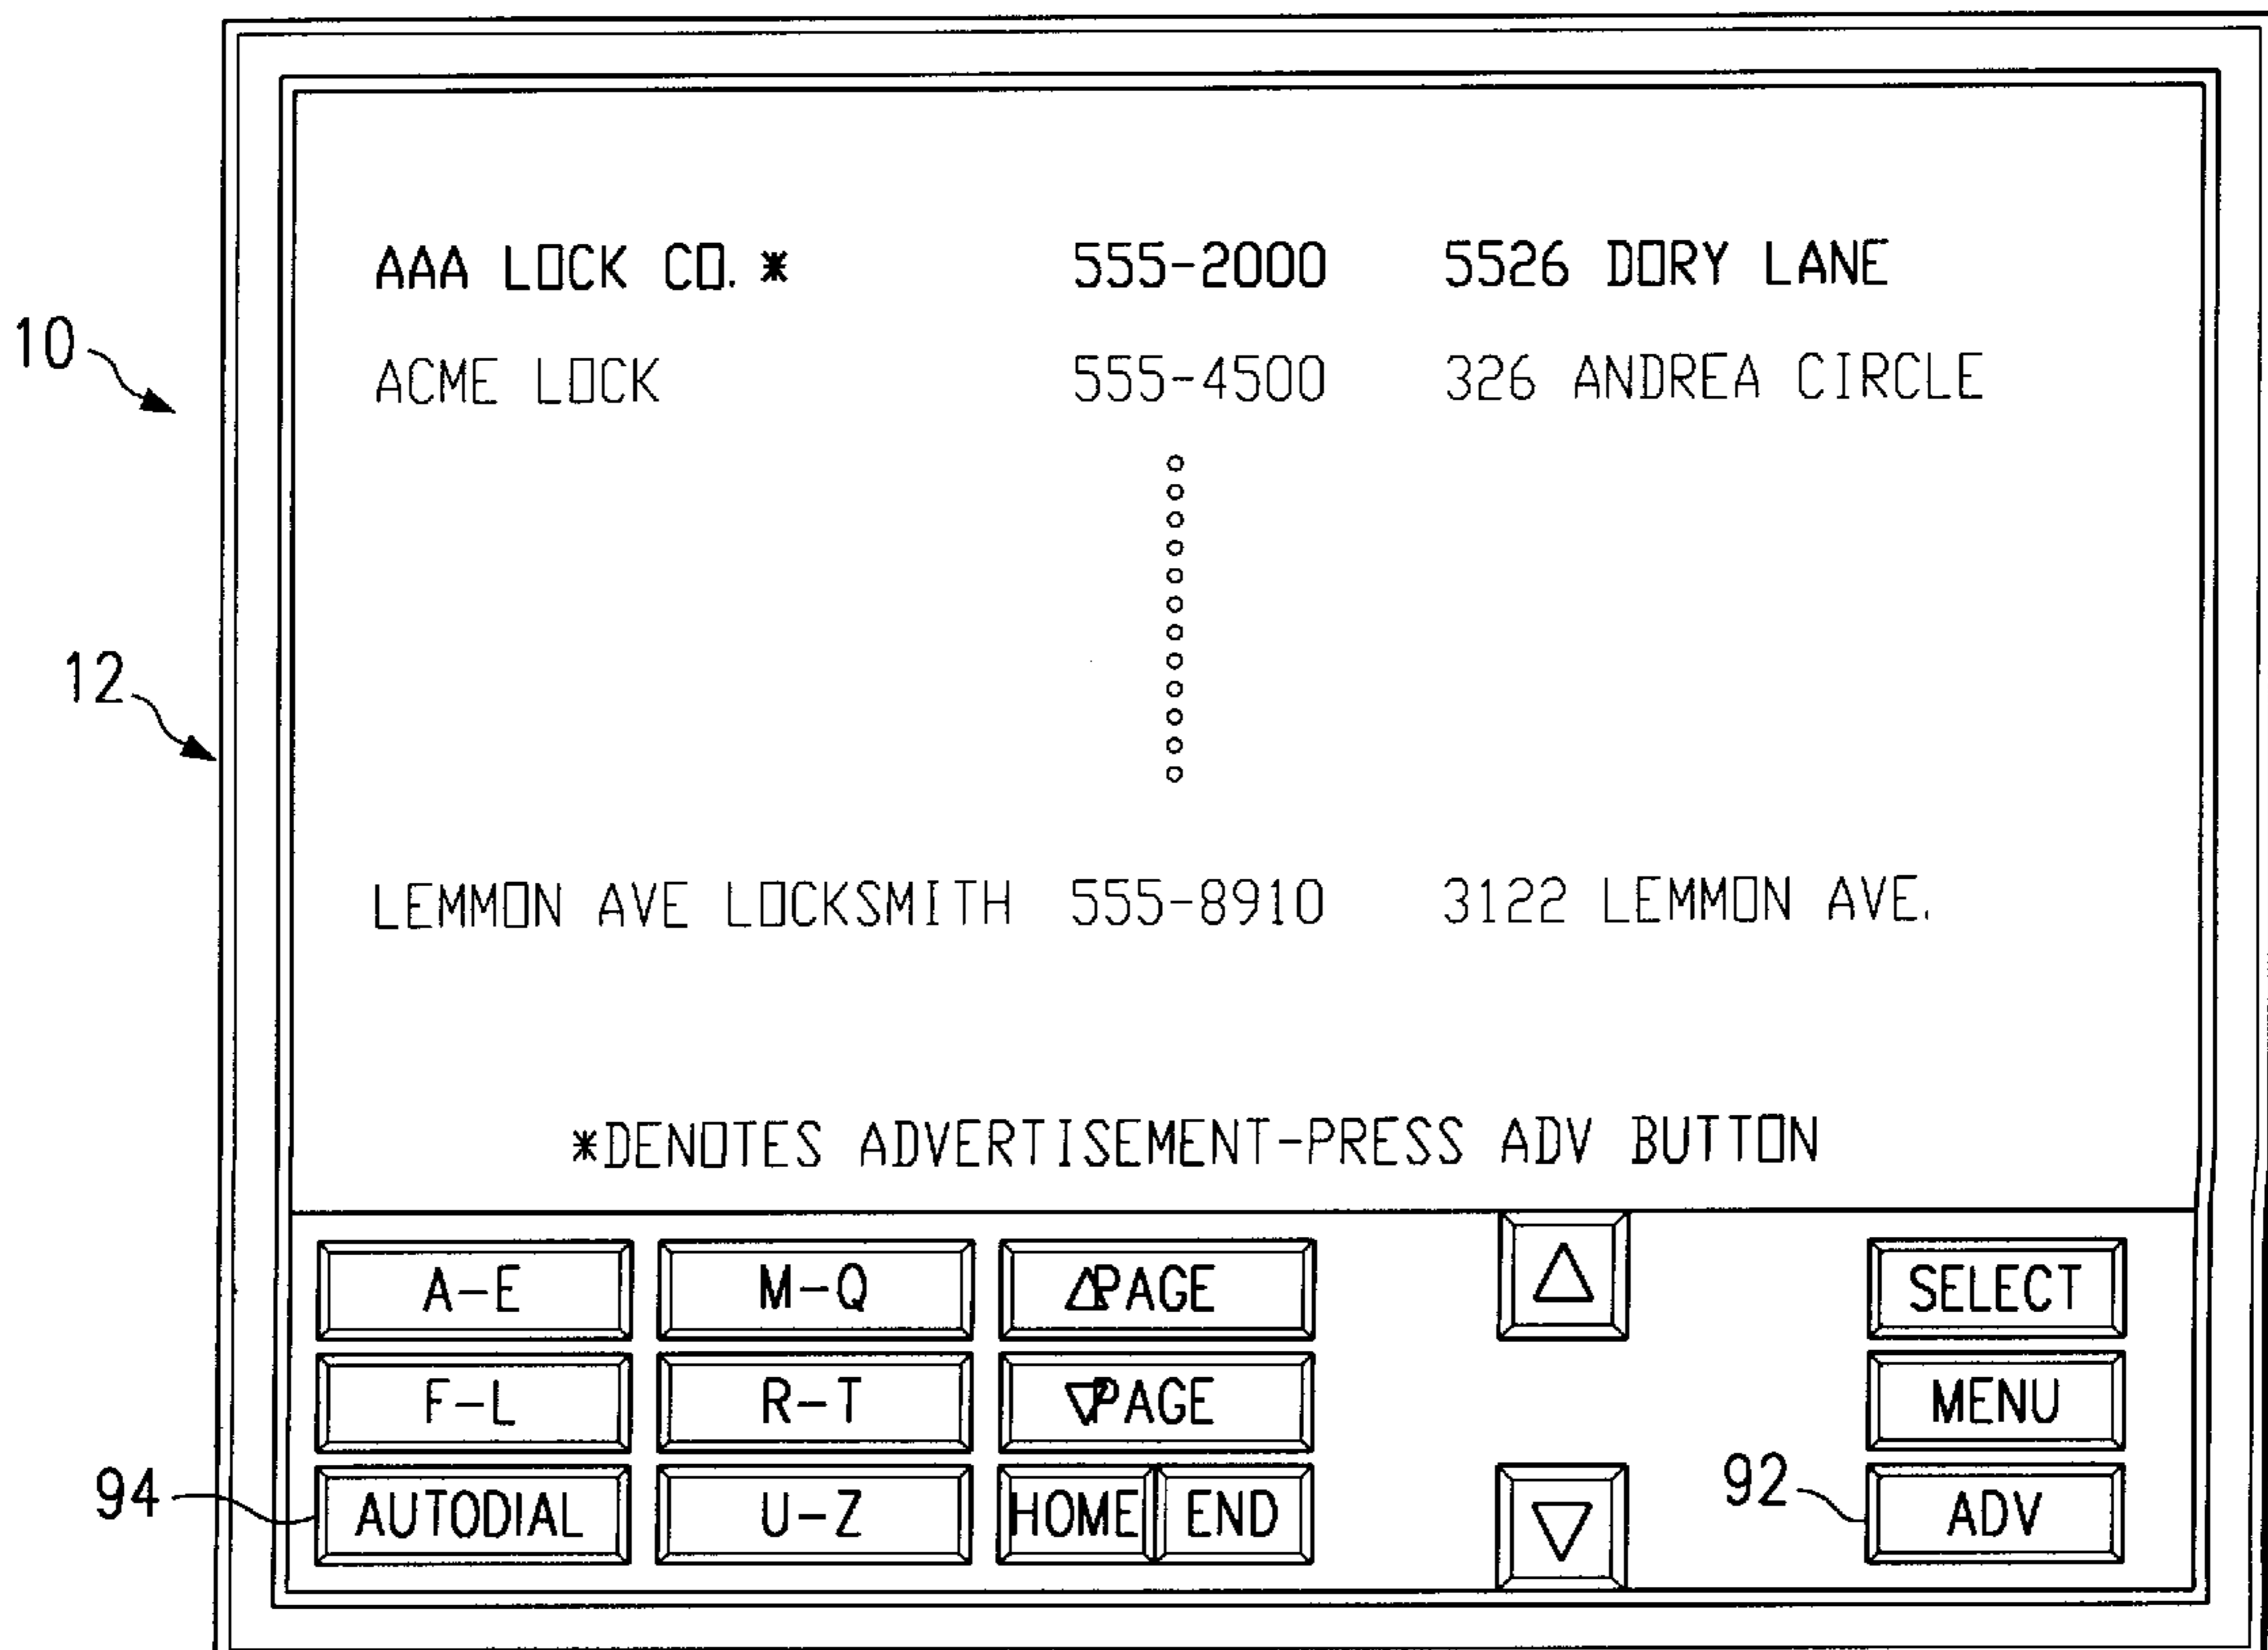 AAA LOCK CO. * 555-2000 5526 DORY LANE
10
ACME LOCK 555-4500 326 ANDREA CIRCLE
12
LEMMON AVE LOCKSMITH 555-8910 3122 LEMMON AVE.
*DENOTES ADVERTISEMENT-PRESS ADV BUTTON
A-E M-Q △PAGE △ SELECT
F-L R-T ▽PAGE MENU
94 AUTODIAL U-Z HOME END ▽ 92 ADV